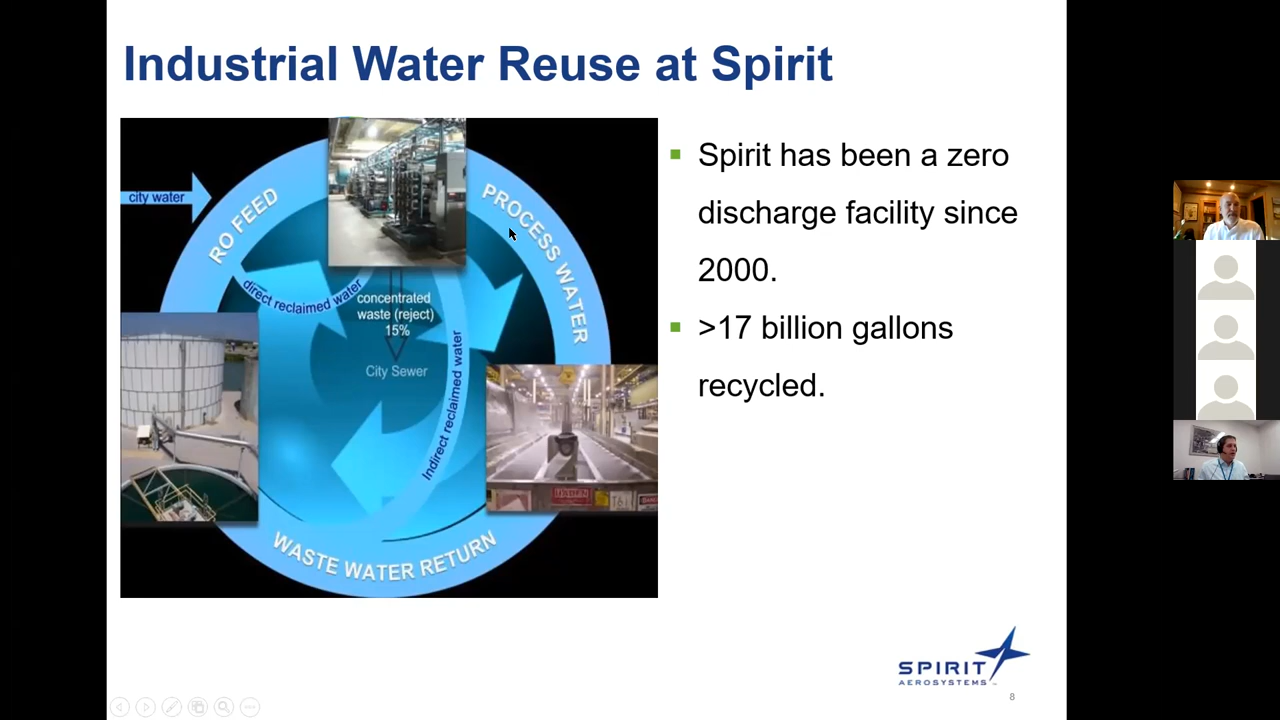 Industrial Water Reuse at Spirit
city water
RO FEED
PROCESS WATER
direct reclaimed water
concentrated
waste (reject)
15%
City Sewer
Indirect reclaimed water
WASTE WATER RETURN
HADEN
Spirit has been a zero
discharge facility since
2000.
>17 billion gallons
recycled.
SPIRIT
AEROSYSTEMS
8